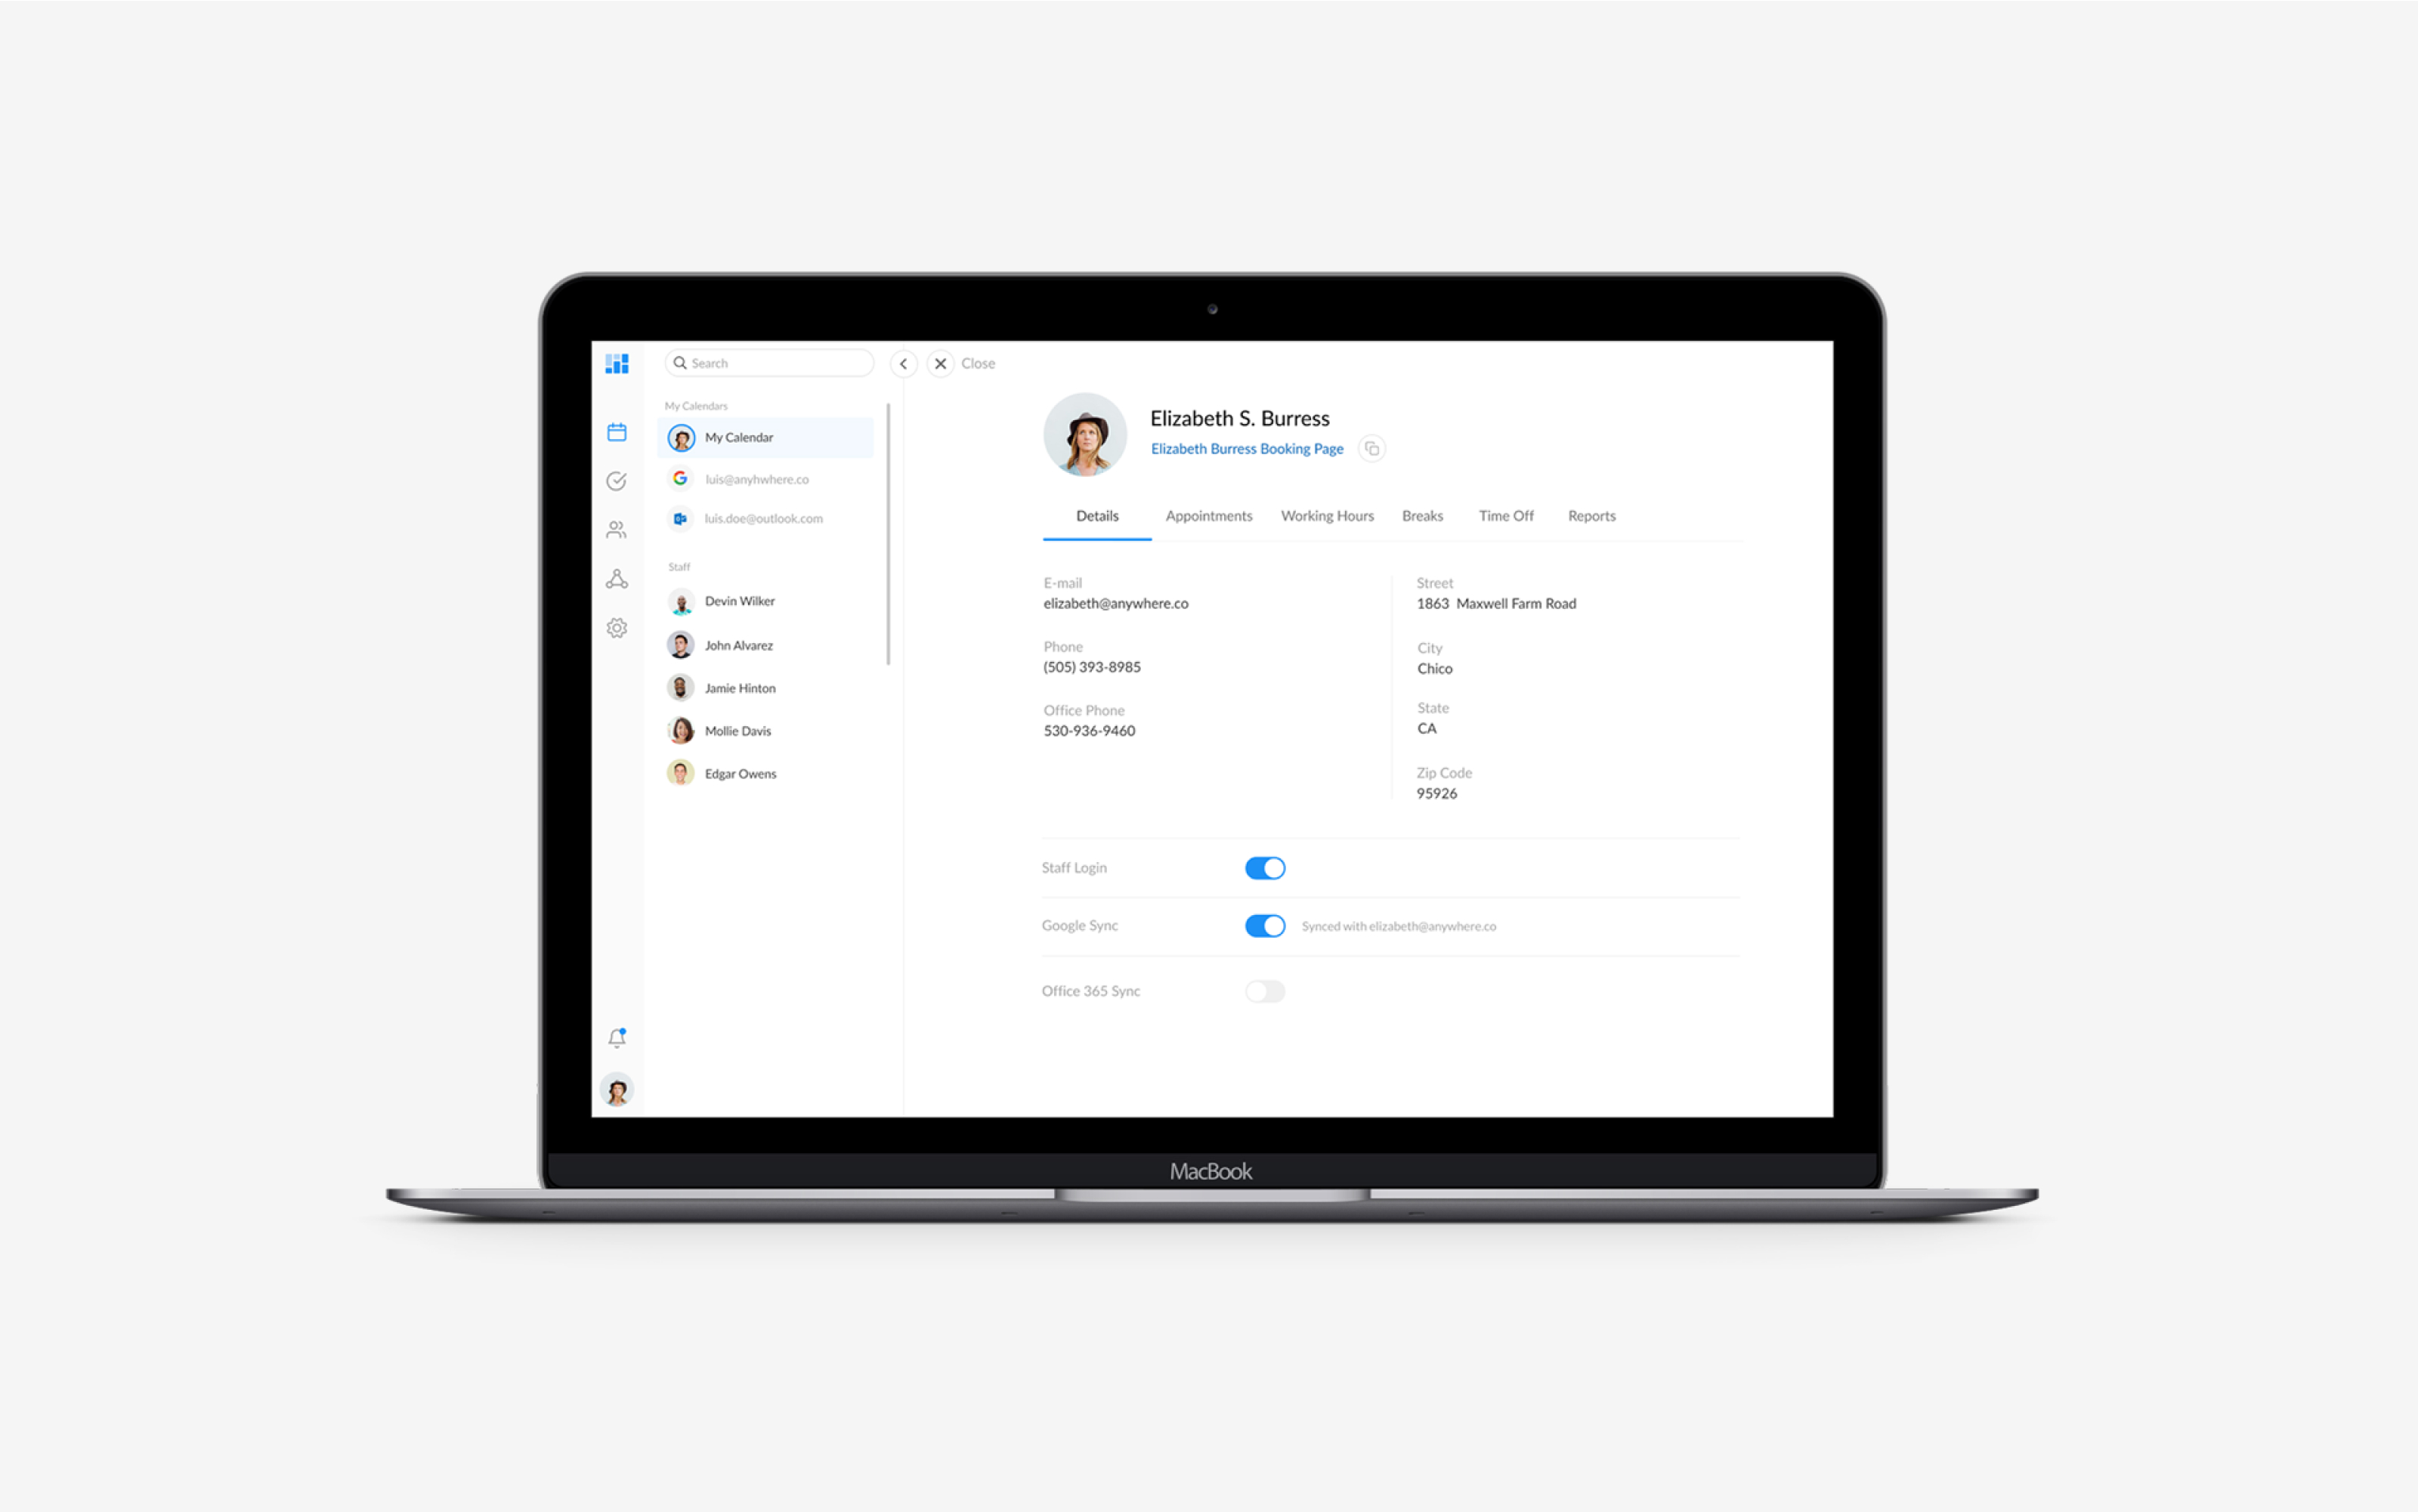 Search
Close
My Calendars
My Calendar
luis@anyhwhere.co
luis.doe@outlook.com
Staff
Devin Wilker
John Alvarez
Jamie Hinton
Mollie Davis
Edgar Owens
Elizabeth S. Burress
Elizabeth Burress Booking Page
Details Appointments Working Hours Breaks Time Off Reports
E-mail
elizabeth@anywhere.co
Phone
(505) 393-8985
Office Phone
530-936-9460
Street
1863 Maxwell Farm Road
City
Chico
State
CA
Zip Code
95926
Staff Login
Google Sync
Synced with elizabeth@anywhere.co
Office 365 Sync
MacBook